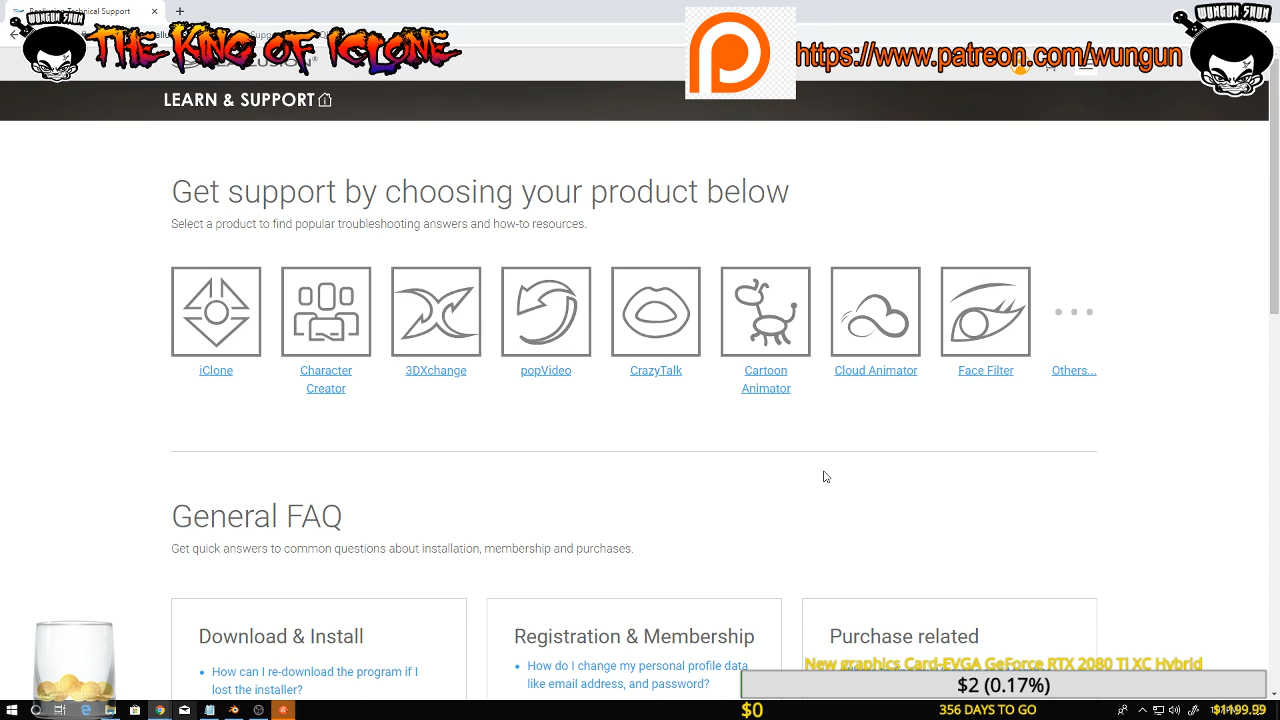 Reallusion Technical Support
WUNGUN SHUN
THE KING OF ICLONE
https://www.patreon.com/wungun
WUNGUN SHUN
LEARN & SUPPORT
Get support by choosing your product below
Select a product to find popular troubleshooting answers and how-to resources.
iClone
Character
Creator
3DXchange
popVideo
CrazyTalk
Cartoon
Animator
Cloud Animator
Face Filter
Others...
General FAQ
Get quick answers to common questions about installation, membership and purchases.
Download & Install
• How can I re-download the program if I
lost the installer?
Registration & Membership
• How do I change my personal profile data
like email address, and password?
Purchase related
New graphics Card-EVGA GeForce RTX 2080 Ti XC Hybrid
$2 (0.17%)
$0
356 DAYS TO GO
$1199.99